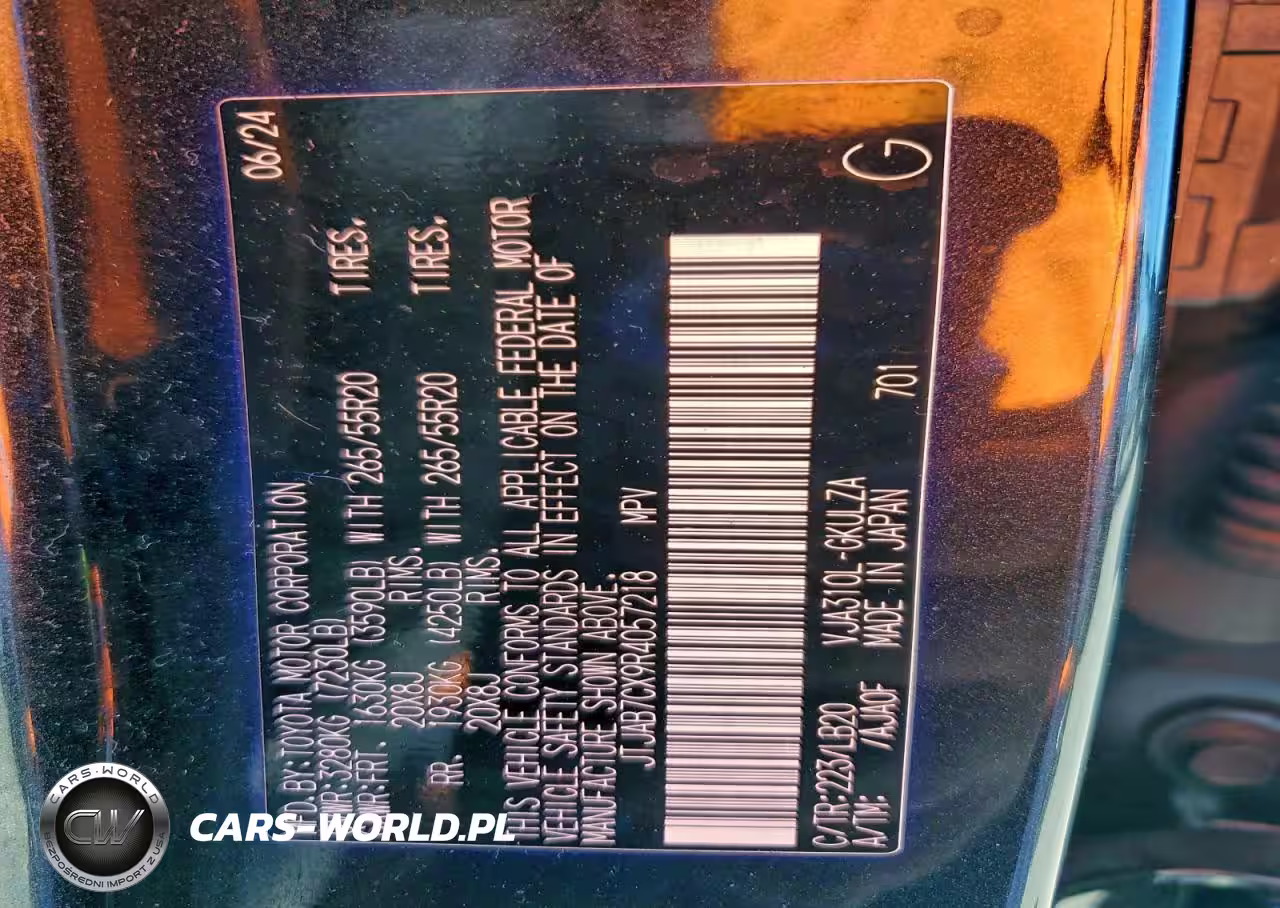 06/24
MFD.BY:TOYOTA MOTOR CORPORATION
GVWR:3280KG (7230LB)
GAWR:FRT. 1630KG (3590LB) WITH 265/55R20 TIRES,
20X8J RIMS.
RR. 1930KG (4250LB) WITH 265/55R20 TIRES,
20X8J RIMS.
THIS VEHICLE CONFORMS TO ALL APPLICABLE FEDERAL MOTOR
VEHICLE SAFETY STANDARDS IN EFFECT ON THE DATE OF
MANUFACTURE SHOWN ABOVE.
JTJAB7CX9R4057218 MPV
C/TR:223/LB20 VJA310L-GKULZA
A/TM: /AJA0F MADE IN JAPAN 701
G
CARS-WORLD
CW
BEZPOŚREDNI IMPORT Z USA
CARS-WORLD.PL